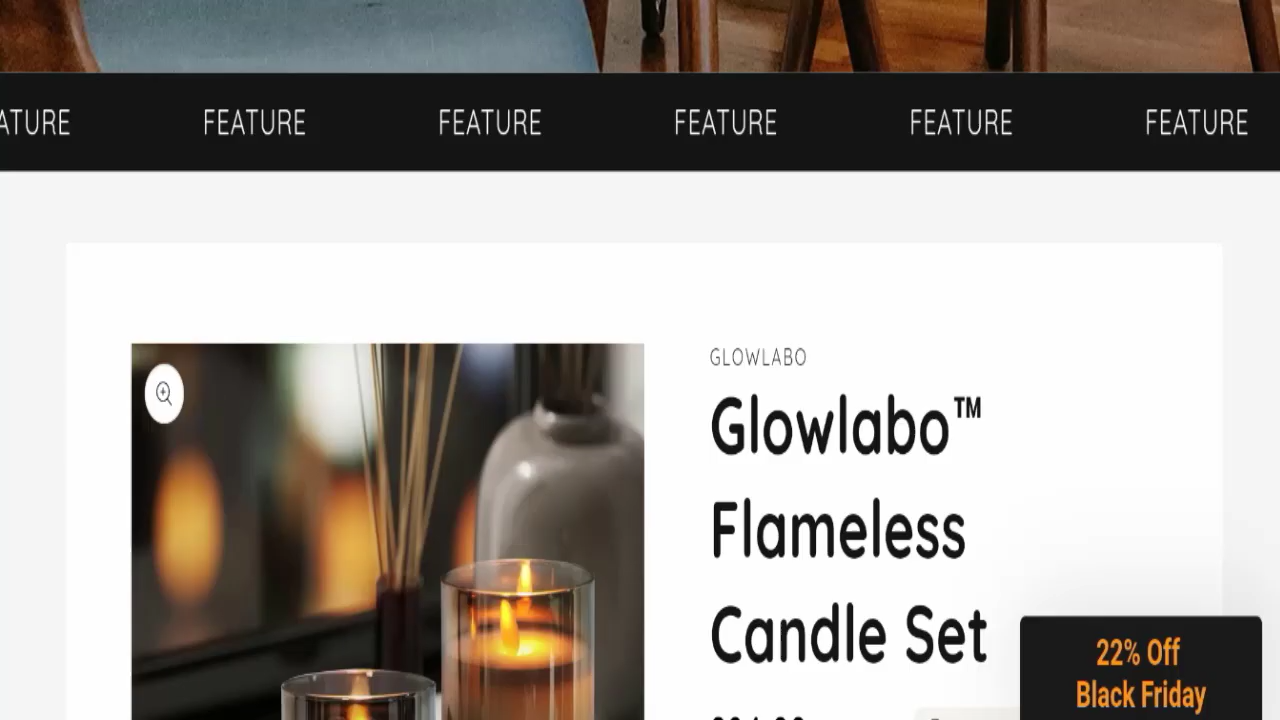 ATURE FEATURE FEATURE FEATURE FEATURE FEATURE
GLOWLABO
Glowlabo™
Flameless
Candle Set
22% Off
Black Friday